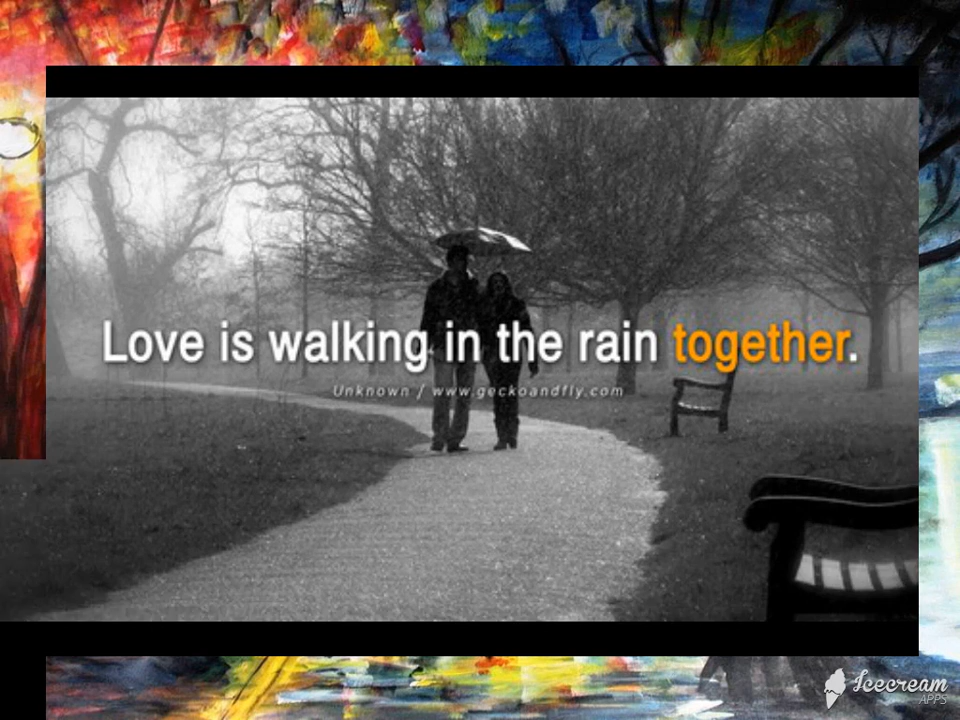 Love is walking in the rain together.
Unknown / www.geckoandfly.com
Icecream
APPS